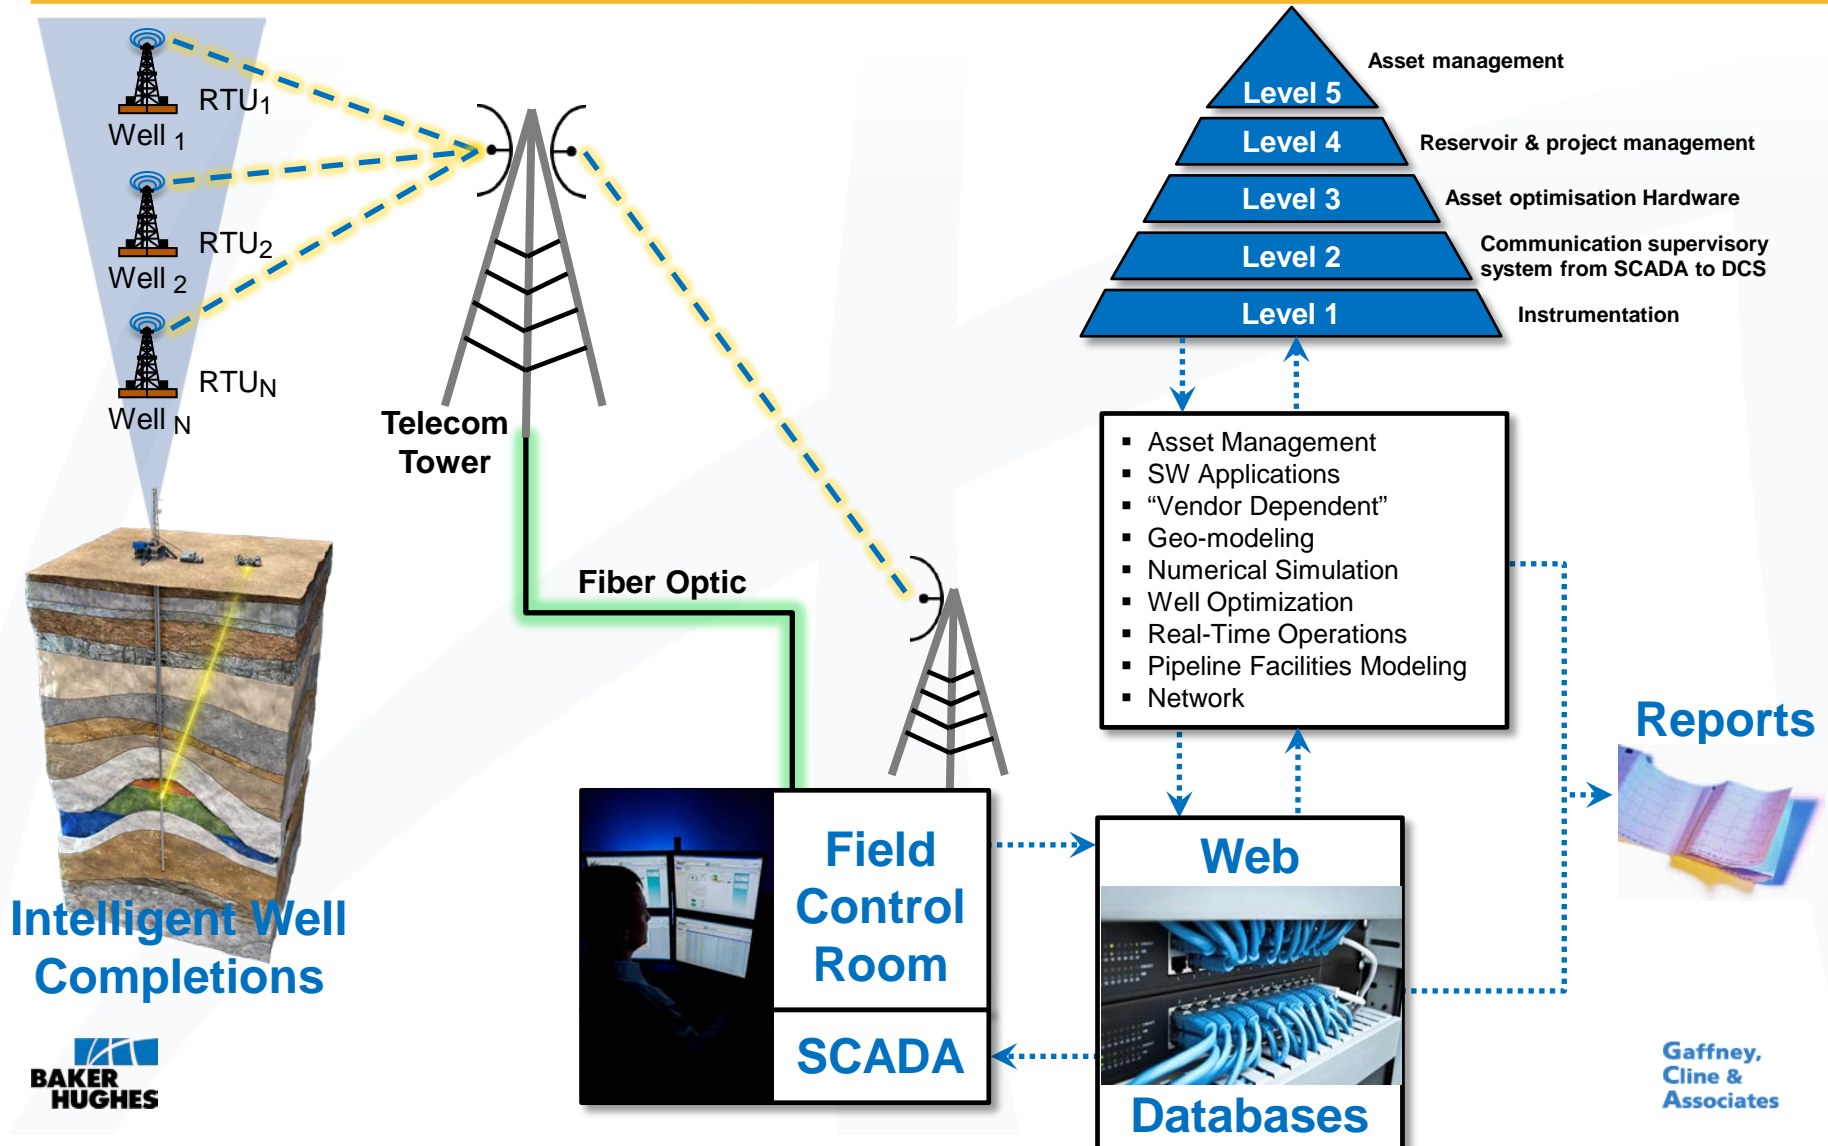 RTU1
Well 1
RTU2
Well 2
RTUN
Well N
Telecom
Tower
Fiber Optic
Intelligent Well
Completions
BAKER
HUGHES
Field
Control
Room
SCADA
Web
Databases
Level 5
Asset management
Level 4
Reservoir & project management
Level 3
Asset optimisation Hardware
Level 2
Communication supervisory
system from SCADA to DCS
Level 1
Instrumentation
▪ Asset Management
▪ SW Applications
▪ “Vendor Dependent”
▪ Geo-modeling
▪ Numerical Simulation
▪ Well Optimization
▪ Real-Time Operations
▪ Pipeline Facilities Modeling
▪ Network
Reports
Gaffney,
Cline &
Associates